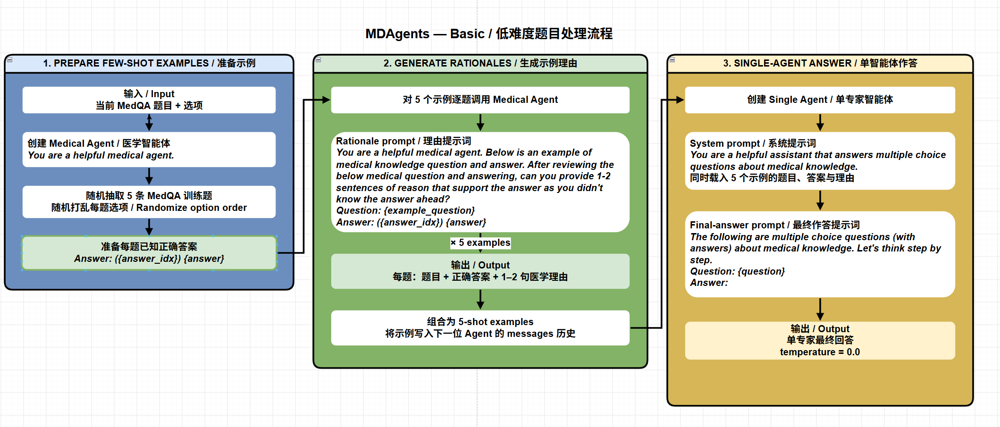 MDAgents — Basic / 低难度题目处理流程
1. PREPARE FEW-SHOT EXAMPLES / 准备示例
输入 / Input
当前 MedQA 题目 + 选项
创建 Medical Agent / 医学智能体
You are a helpful medical agent.
随机抽取 5 条 MedQA 训练题
随机打乱每题选项 / Randomize option order
准备每题已知正确答案
Answer: ({answer_idx}) {answer}
2. GENERATE RATIONALES / 生成示例理由
对 5 个示例逐题调用 Medical Agent
Rationale prompt / 理由提示词
You are a helpful medical agent. Below is an example of
medical knowledge question and answer. After reviewing the
below medical question and answering, can you provide 1-2
sentences of reason that support the answer as you didn't
know the answer ahead?
Question: {example_question}
Answer: ({answer_idx}) {answer}
× 5 examples
输出 / Output
每题：题目 + 正确答案 + 1–2 句医学理由
组合为 5-shot examples
将示例写入下一位 Agent 的 messages 历史
3. SINGLE-AGENT ANSWER / 单智能体作答
创建 Single Agent / 单专家智能体
System prompt / 系统提示词
You are a helpful assistant that answers multiple choice
questions about medical knowledge.
同时载入 5 个示例的题目、答案与理由
Final-answer prompt / 最终作答提示词
The following are multiple choice questions (with
answers) about medical knowledge. Let's think step by
step.
Question: {question}
Answer:
输出 / Output
单专家最终回答
temperature = 0.0